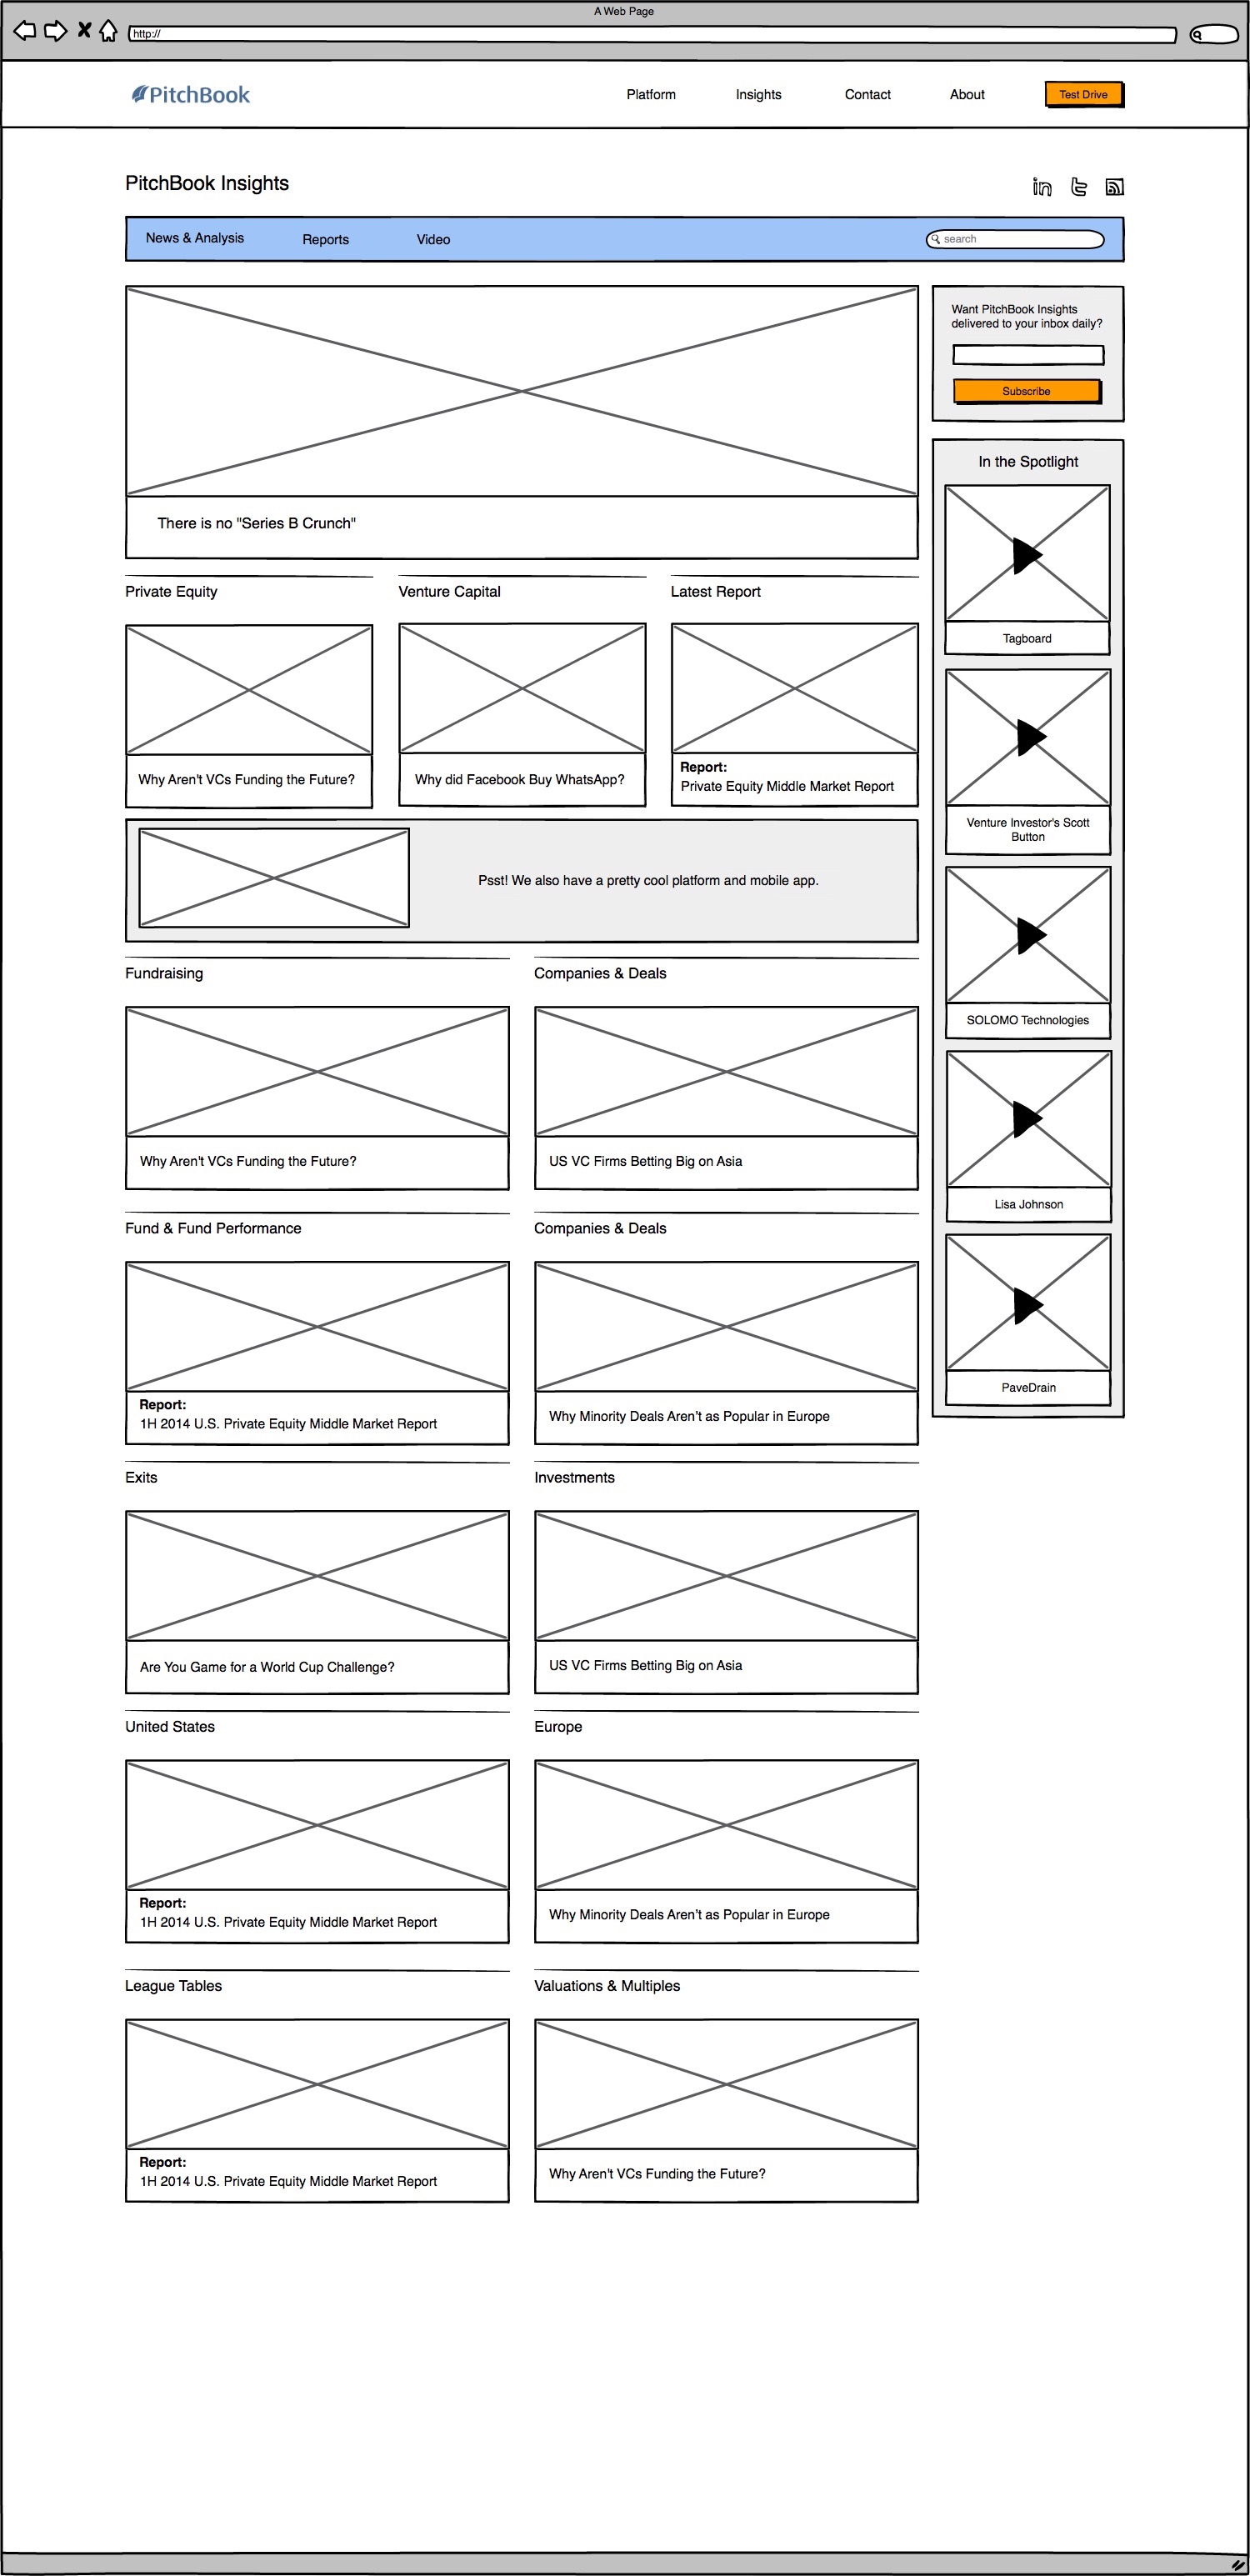 A Web Page
http://
PitchBook
Platform
Insights
Contact
About
Test Drive
PitchBook Insights
in
t
News & Analysis
Reports
Video
search
Want PitchBook Insights
delivered to your inbox daily?
Subscribe
There is no "Series B Crunch"
In the Spotlight
Tagboard
Venture Investor's Scott
Button
SOLOMO Technologies
Lisa Johnson
PaveDrain
Private Equity
Why Aren't VCs Funding the Future?
Venture Capital
Why did Facebook Buy WhatsApp?
Latest Report
Report:
Private Equity Middle Market Report
Psst! We also have a pretty cool platform and mobile app.
Fundraising
Why Aren't VCs Funding the Future?
Companies & Deals
US VC Firms Betting Big on Asia
Fund & Fund Performance
Report:
1H 2014 U.S. Private Equity Middle Market Report
Companies & Deals
Why Minority Deals Aren't as Popular in Europe
Exits
Are You Game for a World Cup Challenge?
Investments
US VC Firms Betting Big on Asia
United States
Report:
1H 2014 U.S. Private Equity Middle Market Report
Europe
Why Minority Deals Aren't as Popular in Europe
League Tables
Report:
1H 2014 U.S. Private Equity Middle Market Report
Valuations & Multiples
Why Aren't VCs Funding the Future?